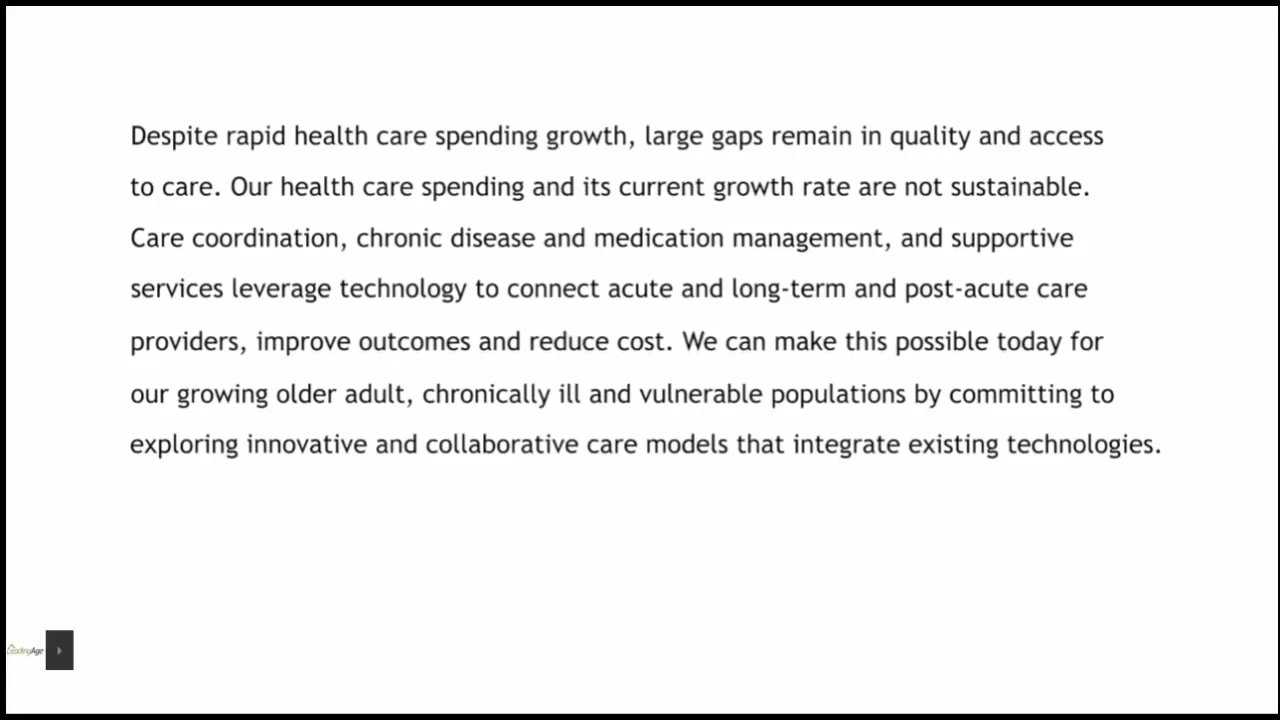 Despite rapid health care spending growth, large gaps remain in quality and access
to care. Our health care spending and its current growth rate are not sustainable.
Care coordination, chronic disease and medication management, and supportive
services leverage technology to connect acute and long-term and post-acute care
providers, improve outcomes and reduce cost. We can make this possible today for
our growing older adult, chronically ill and vulnerable populations by committing to
exploring innovative and collaborative care models that integrate existing technologies.
LeadingAge